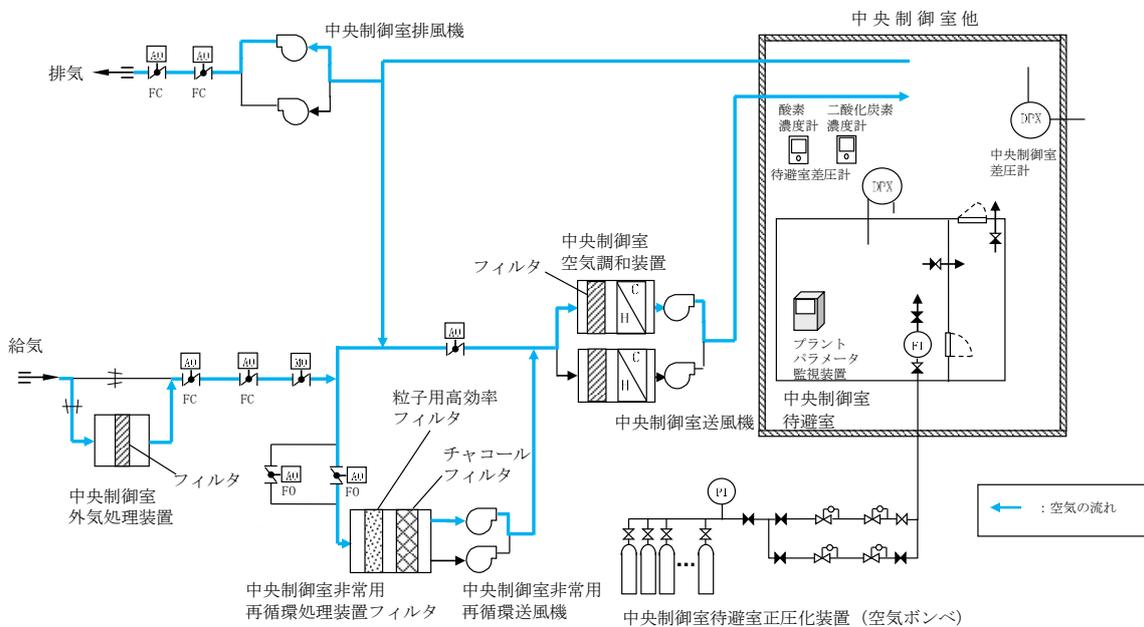 中央制御室他
中央制御室排風機
AO
AO
排気
FC
FC
酸素
濃度計
二酸化炭素
濃度計
DPX
中央制御室
差圧計
待避室差圧計
DPX
中央制御室
空気調和装置
フィルタ
C
H
プラント
パラメータ
監視装置
FI
給気
AO
AO
MO
AO
FC
FC
C
H
中央制御室
待避室
中央制御室送風機
粒子用高効率
フィルタ
チャコール
フィルタ
フィルタ
中央制御室
外気処理装置
AO
FO
AO
FO
PI
：空気の流れ
中央制御室非常用
再循環処理装置フィルタ
中央制御室非常用
再循環送風機
中央制御室待避室正圧化装置（空気ボンベ）